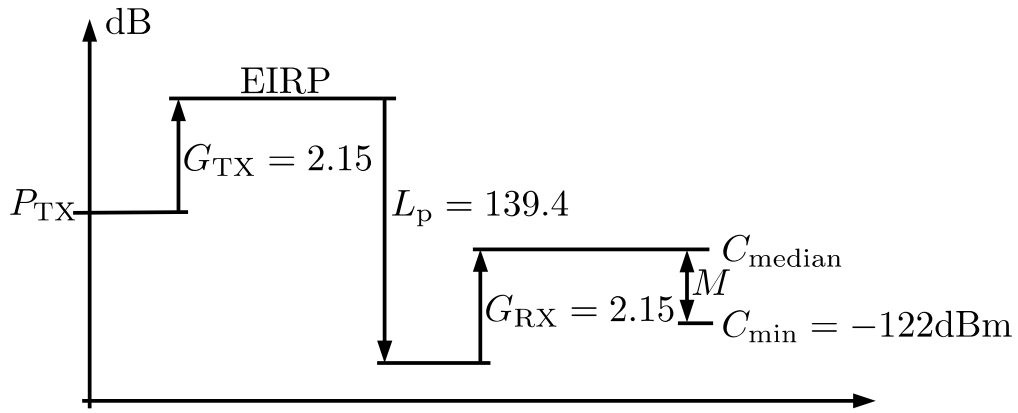 dB
EIRP
G_TX = 2.15
P_TX
L_p = 139.4
C_median
M
G_RX = 2.15
C_min = −122dBm